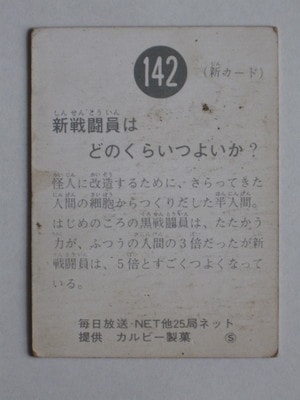 142
(新カード)
新戦闘員は
どのくらいつよいか?
怪人に改造するために、さらってきた
人間の細胞からつくりだした半人間。
はじめのころの黒戦闘員は、たたかう
力が、ふつうの人間の3倍だったが新
戦闘員は、5倍とすごくつよくなって
いる。
毎日放送・NET他25局ネット
提供 カルビー製菓 Ⓢ